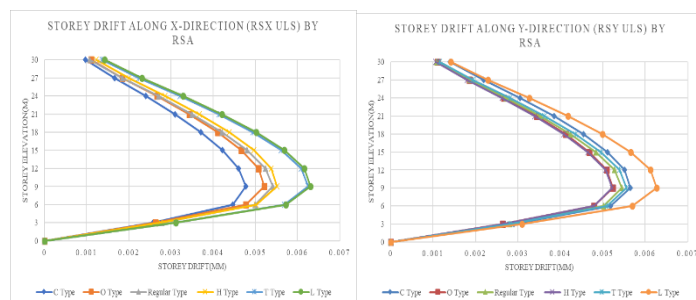 STOREY DRIFT ALONG X-DIRECTION (RSX ULS) BY
RSA
STOREY ELEVATION(M)
30
27
24
21
18
15
12
9
6
3
0
0 0.001 0.002 0.003 0.004 0.005 0.006 0.007
STOREY DRIFT(MM)
C Type O Type Regular Type H Type T Type L Type
STOREY DRIFT ALONG Y-DIRECTION (RSY ULS) BY
RSA
STOREY ELEVATION(M)
30
27
24
21
18
15
12
9
6
3
0
0 0.001 0.002 0.003 0.004 0.005 0.006 0.007
STOREY DRIFT(MM)
C Type O Type Regular Type H Type T Type L Type